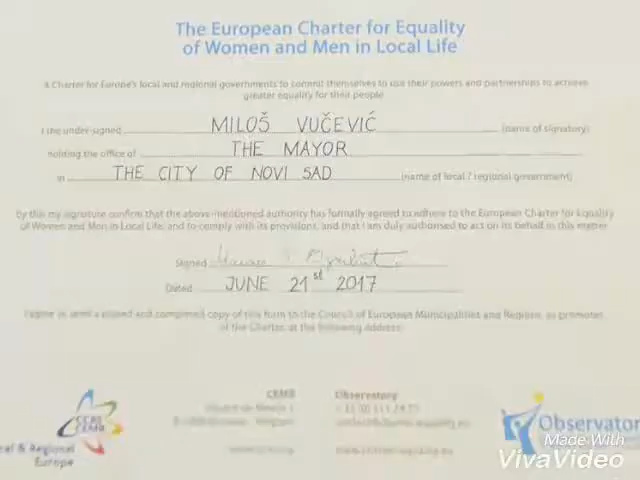 The European Charter for Equality
of Women and Men in Local Life
A Charter for Europe's local and regional governments to commit themselves to use their powers and partnerships to achieve
greater equality for their people
I the under-signed MILOŠ VUČEVIĆ (name of signatory)
holding the office of THE MAYOR
in THE CITY OF NOVI SAD (name of local / regional government)
By this my signature confirm that the above-mentioned authority has formally agreed to adhere to the European Charter for Equality
of Women and Men in Local Life, and to comply with its provisions, and that I am duly authorised to act on its behalf in this matter
Signed
Dated JUNE 21st 2017
I agree to send a signed and completed copy of this form to the Council of European Municipalities and Regions, as promoter
of the Charter, at the following address:
CEMR
Observatory
CCRE
CEMR
& Regional
Europe
Observator
Made With
VivaVideo